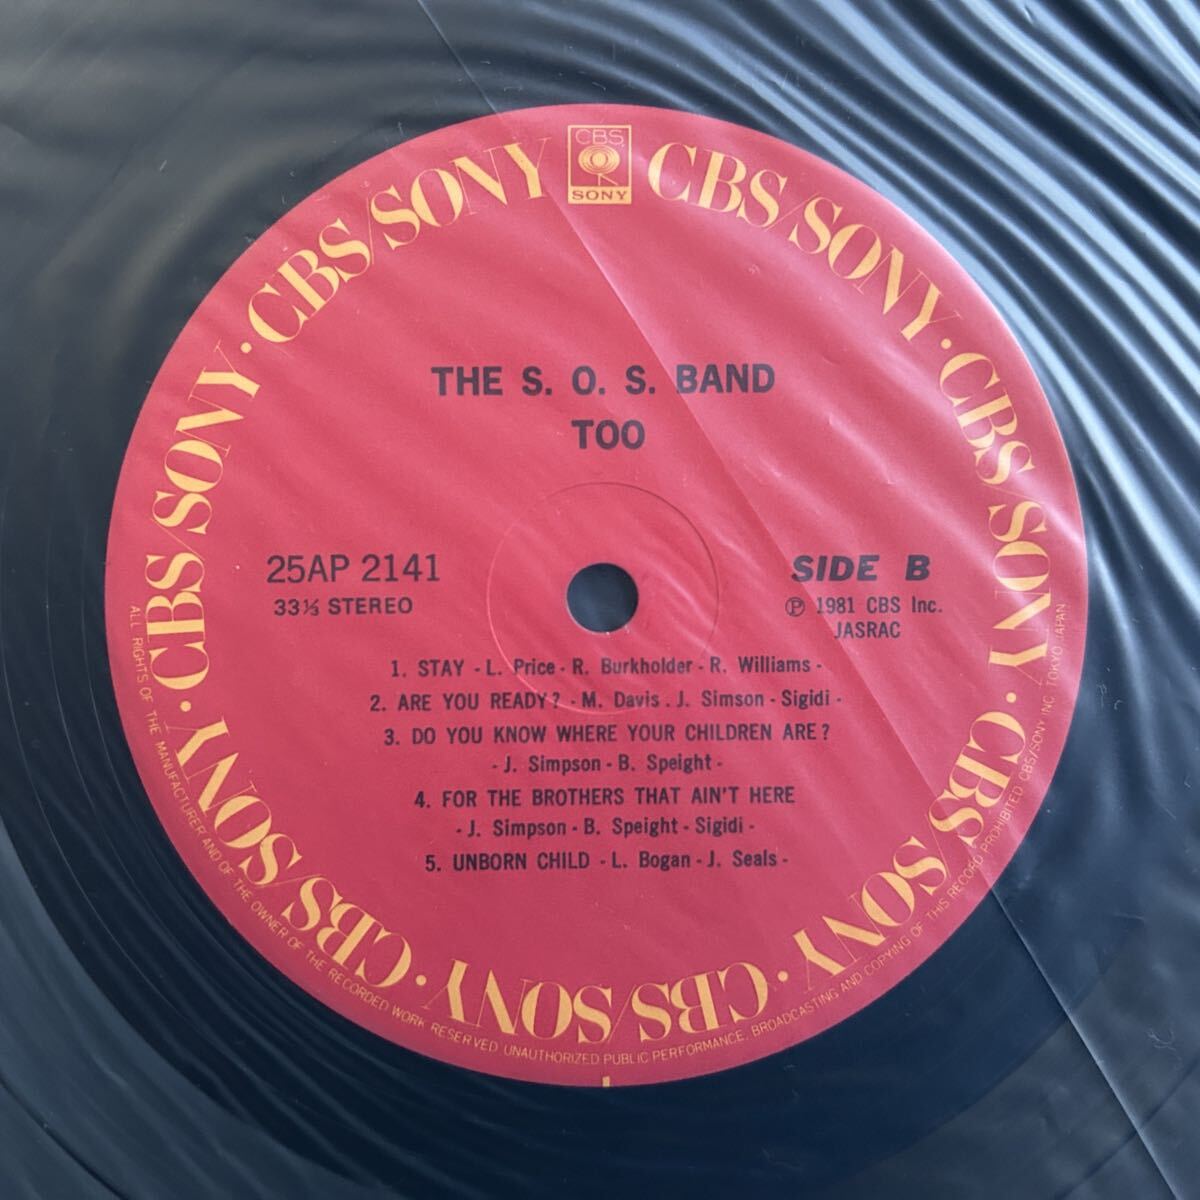 CBS
SONY
CBS/SONY · CBS/SONY · CBS/SONY · CBS/SONY · CBS/SONY · CBS/SONY · CBS/SONY · CBS/SONY · CBS/SONY
THE S. O. S. BAND
TOO
25AP 2141
33⅓ STEREO
SIDE B
Ⓟ 1981 CBS Inc.
JASRAC
1. STAY - L. Price - R. Burkholder - R. Williams -
2. ARE YOU READY? - M. Davis . J. Simson - Sigidi -
3. DO YOU KNOW WHERE YOUR CHILDREN ARE?
- J. Simpson - B. Speight -
4. FOR THE BROTHERS THAT AIN'T HERE
- J. Simpson - B. Speight - Sigidi -
5. UNBORN CHILD - L. Bogan - J. Seals -
ALL RIGHTS OF THE MANUFACTURER AND OF THE OWNER OF THE RECORDED WORK RESERVED UNAUTHORIZED PUBLIC PERFORMANCE, BROADCASTING AND COPYING OF THIS RECORD PROHIBITED CBS/SONY INC. TOKYO JAPAN